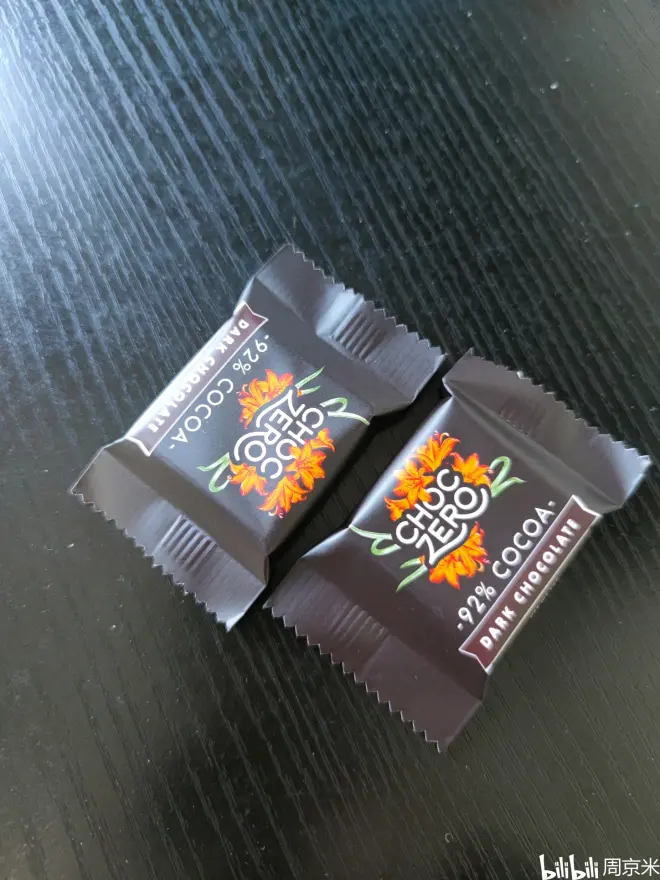 CHOC
ZERO
-92% COCOA-
DARK CHOCOLATE
CHOC
ZERO
-92% COCOA-
DARK CHOCOLATE
bilibili 周京米